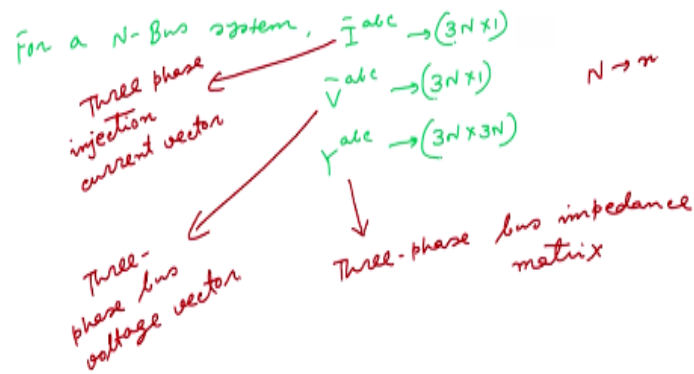 For a N-Bus system, Ī^abc → (3N×1)
Three phase
injection
current vector
V̄^abc → (3N×1)
N → n
Y^abc → (3N×3N)
Three-
phase bus
voltage vector
Three-phase bus impedance
matrix